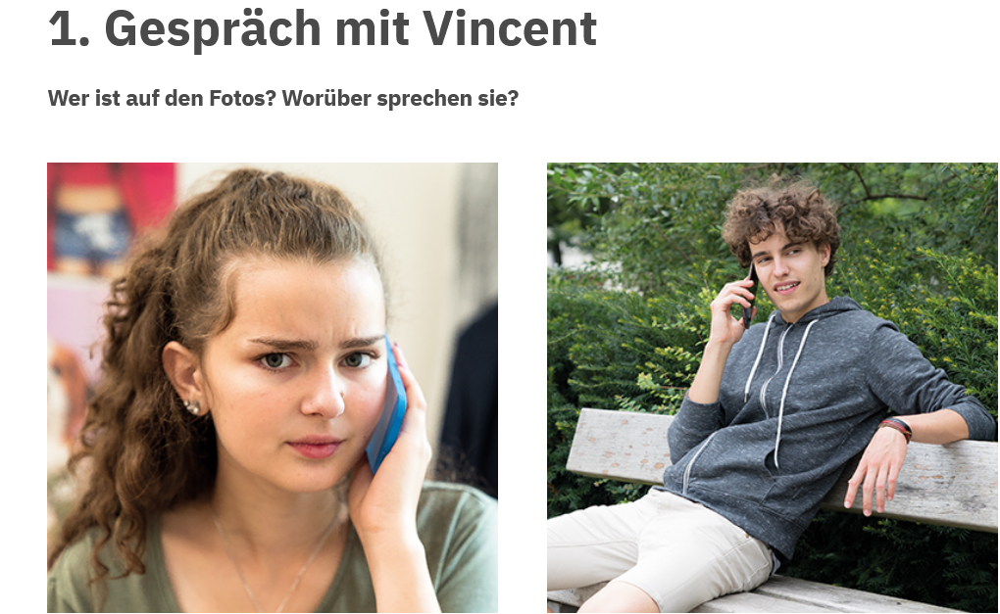 1. Gespräch mit Vincent
Wer ist auf den Fotos? Worüber sprechen sie?